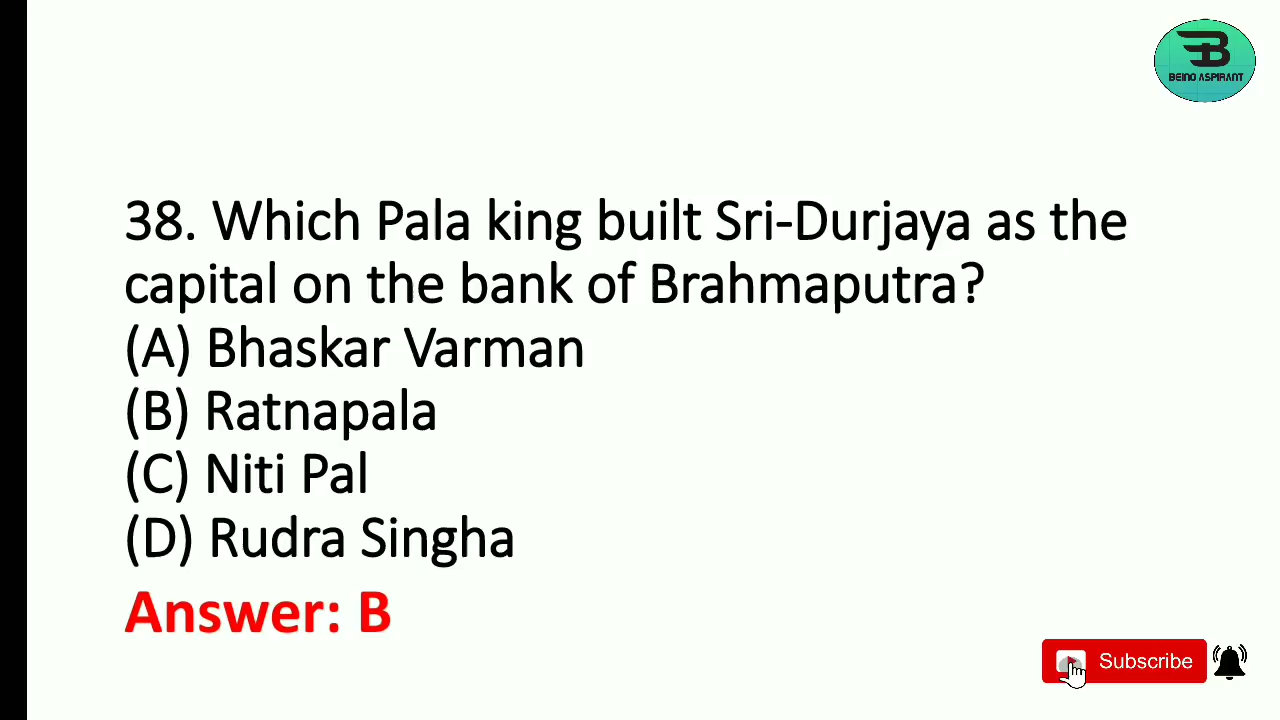 BEINO ASPIRANT
38. Which Pala king built Sri-Durjaya as the
capital on the bank of Brahmaputra?
(A) Bhaskar Varman
(B) Ratnapala
(C) Niti Pal
(D) Rudra Singha
Answer: B
Subscribe